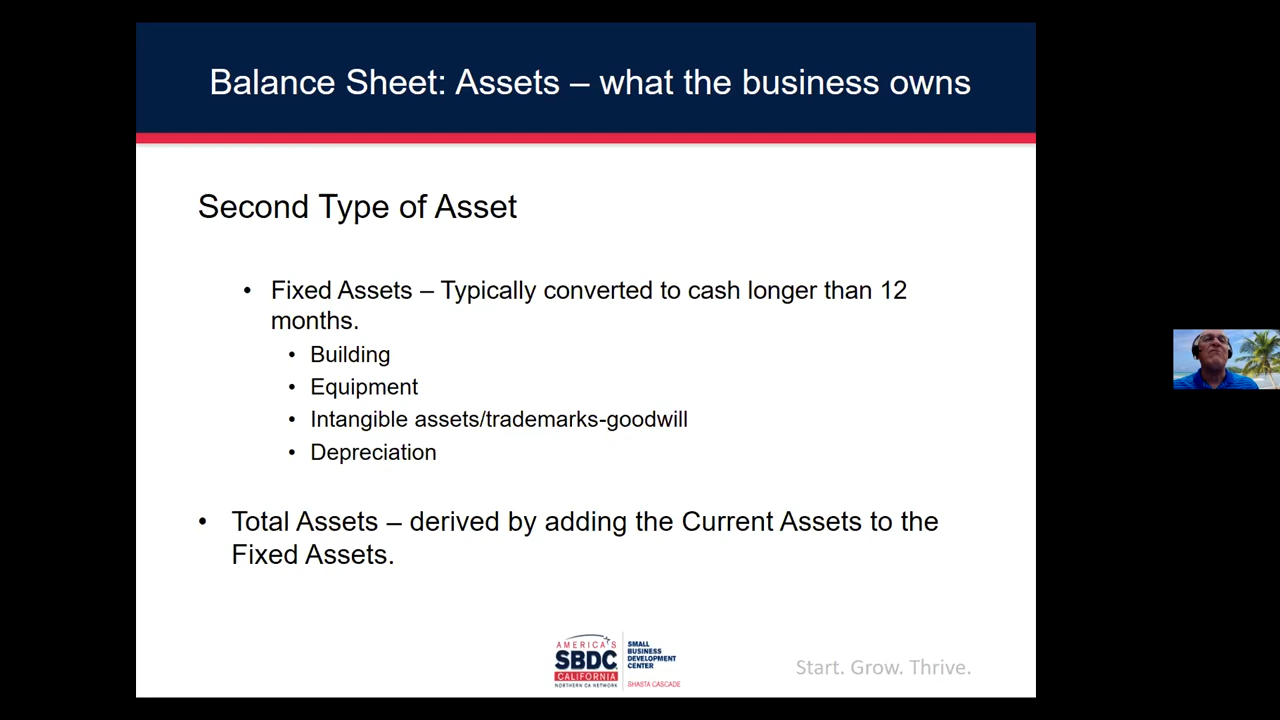 Balance Sheet: Assets – what the business owns
Second Type of Asset
• Fixed Assets – Typically converted to cash longer than 12
months.
• Building
• Equipment
• Intangible assets/trademarks-goodwill
• Depreciation
• Total Assets – derived by adding the Current Assets to the
Fixed Assets.
AMERICA'S
SBDC
CALIFORNIA
NORTHERN CA NETWORK
SMALL
BUSINESS
DEVELOPMENT
CENTER
SHASTA CASCADE
Start. Grow. Thrive.